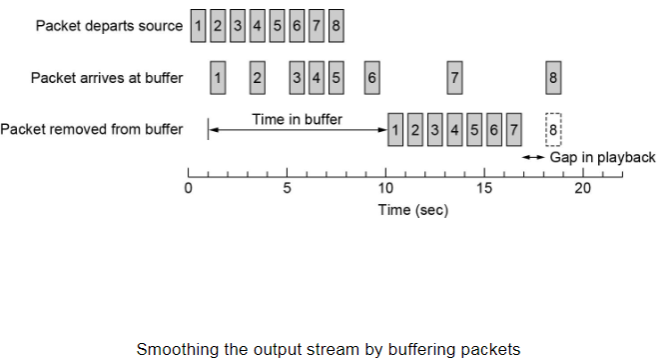 Packet departs source 1 2 3 4 5 6 7 8
Packet arrives at buffer 1 2 3 4 5 6 7 8
Packet removed from buffer Time in buffer 1 2 3 4 5 6 7 8
Gap in playback
0 5 10 15 20
Time (sec)
Smoothing the output stream by buffering packets